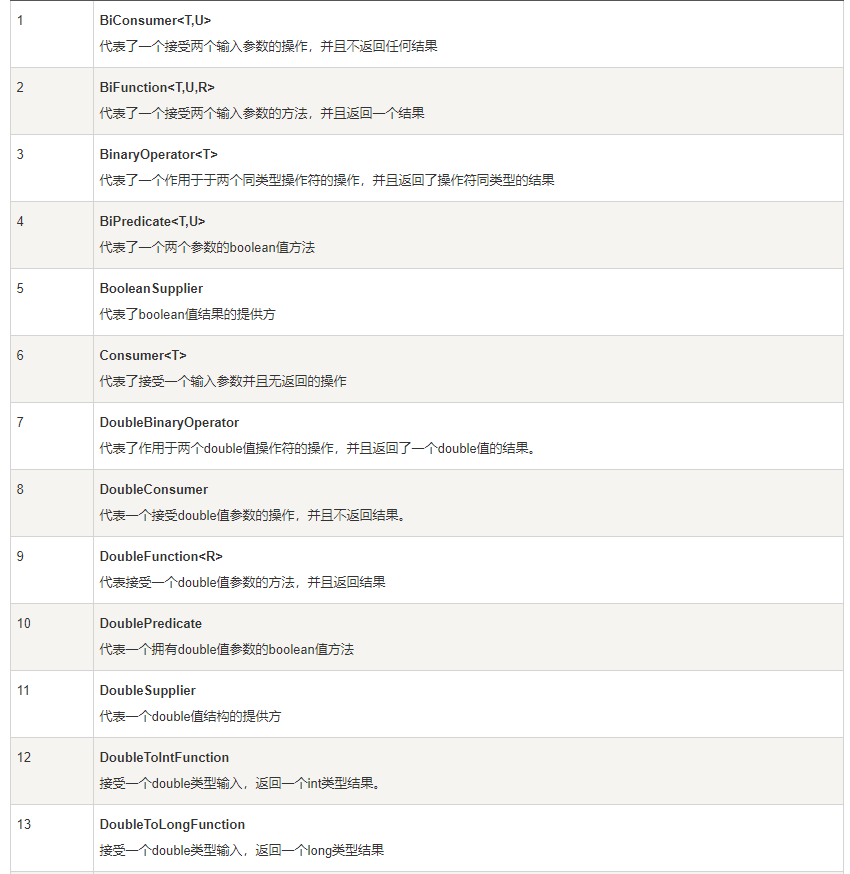 1
BiConsumer<T,U>
代表了一个接受两个输入参数的操作，并且不返回任何结果
2
BiFunction<T,U,R>
代表了一个接受两个输入参数的方法，并且返回一个结果
3
BinaryOperator<T>
代表了一个作用于于两个同类型操作符的操作，并且返回了操作符同类型的结果
4
BiPredicate<T,U>
代表了一个两个参数的boolean值方法
5
BooleanSupplier
代表了boolean值结果的提供方
6
Consumer<T>
代表了接受一个输入参数并且无返回的操作
7
DoubleBinaryOperator
代表了作用于两个double值操作符的操作，并且返回了一个double值的结果。
8
DoubleConsumer
代表一个接受double值参数的操作，并且不返回结果。
9
DoubleFunction<R>
代表接受一个double值参数的方法，并且返回结果
10
DoublePredicate
代表一个拥有double值参数的boolean值方法
11
DoubleSupplier
代表一个double值结构的提供方
12
DoubleToIntFunction
接受一个double类型输入，返回一个int类型结果。
13
DoubleToLongFunction
接受一个double类型输入，返回一个long类型结果